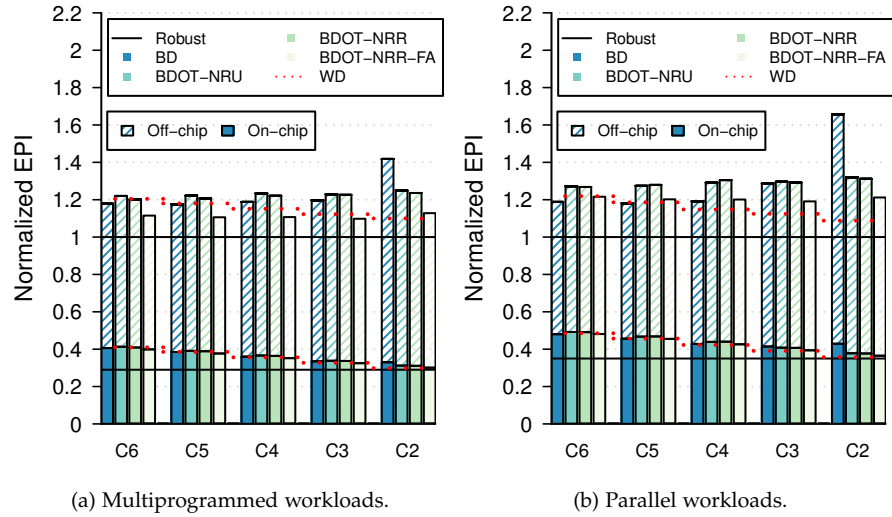 2.2
2
1.8
1.6
1.4
1.2
1
0.8
0.6
0.4
0.2
0
Normalized EPI
Robust
BD
BDOT−NRU
BDOT−NRR
BDOT−NRR−FA
WD
Off−chip On−chip
C6 C5 C4 C3 C2
(a) Multiprogrammed workloads.
2.2
2
1.8
1.6
1.4
1.2
1
0.8
0.6
0.4
0.2
0
Normalized EPI
Robust
BD
BDOT−NRU
BDOT−NRR
BDOT−NRR−FA
WD
Off−chip On−chip
C6 C5 C4 C3 C2
(b) Parallel workloads.